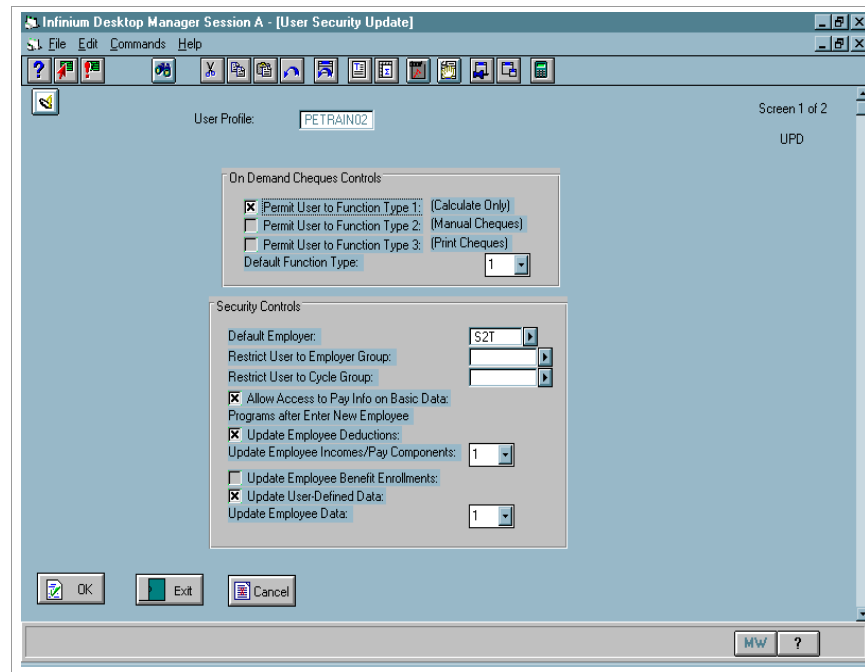 Infinium Desktop Manager Session A - [User Security Update]
File Edit Commands Help
Screen 1 of 2
User Profile: PETRAIN02
UPD
On Demand Cheques Controls
Permit User to Function Type 1: (Calculate Only)
Permit User to Function Type 2: (Manual Cheques)
Permit User to Function Type 3: (Print Cheques)
Default Function Type: 1
Security Controls
Default Employer: S2T
Restrict User to Employer Group:
Restrict User to Cycle Group:
Allow Access to Pay Info on Basic Data:
Programs after Enter New Employee
Update Employee Deductions:
Update Employee Incomes/Pay Components: 1
Update Employee Benefit Enrollments:
Update User-Defined Data:
Update Employee Data: 1
OK Exit Cancel
MW ?